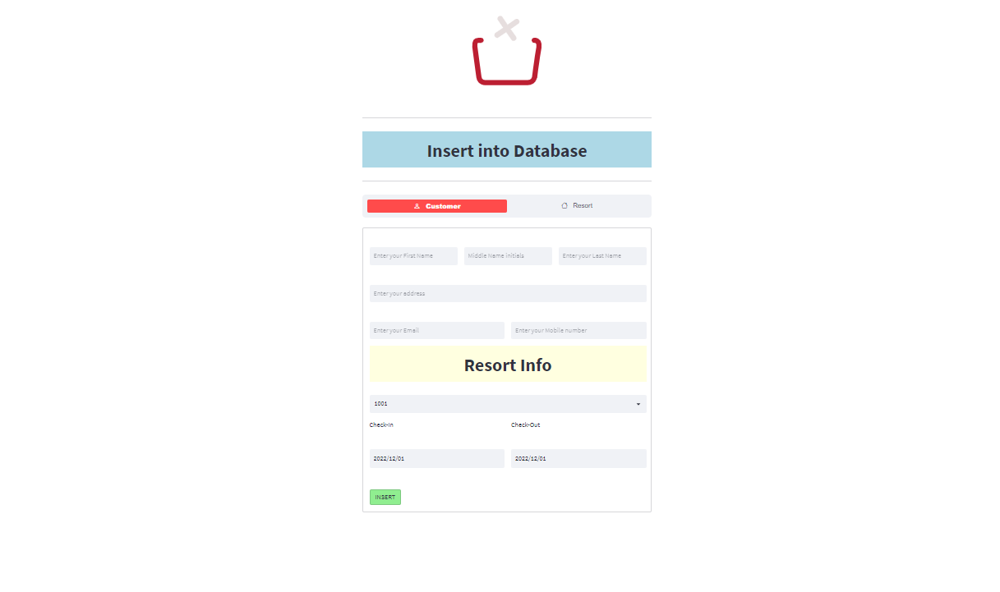 Insert into Database
Customer Resort
Enter your First Name Middle Name initials Enter your Last Name
Enter your address
Enter your Email Enter your Mobile number
Resort Info
1001
Check-In Check-Out
2022/12/01 2022/12/01
INSERT